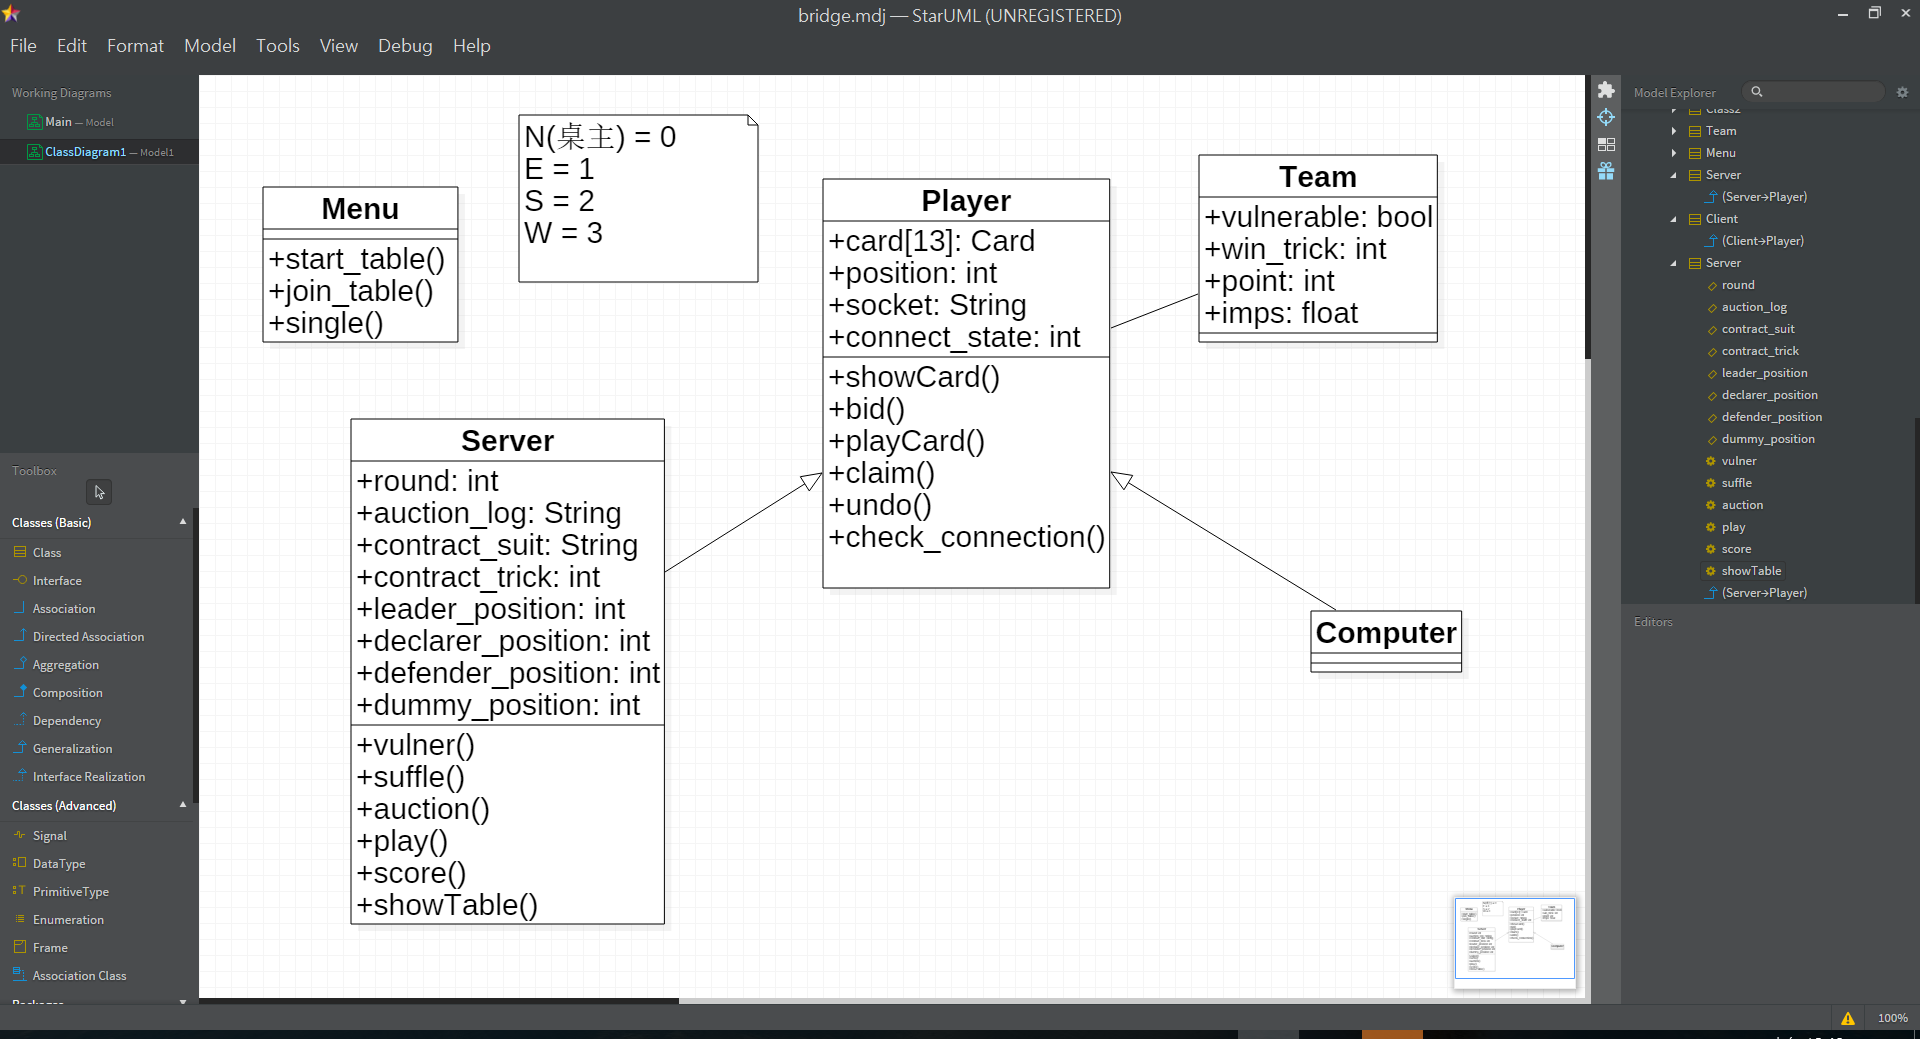 bridge.mdj — StarUML (UNREGISTERED)
File Edit Format Model Tools View Debug Help
Working Diagrams
Main — Model
ClassDiagram1 — Model1
Toolbox
Classes (Basic)
Class
Interface
Association
Directed Association
Aggregation
Composition
Dependency
Generalization
Interface Realization
Classes (Advanced)
Signal
DataType
PrimitiveType
Enumeration
Frame
Association Class
Packages
Menu
+start_table()
+join_table()
+single()
N(桌主) = 0
E = 1
S = 2
W = 3
Player
+card[13]: Card
+position: int
+socket: String
+connect_state: int
+showCard()
+bid()
+playCard()
+claim()
+undo()
+check_connection()
Team
+vulnerable: bool
+win_trick: int
+point: int
+imps: float
Server
+round: int
+auction_log: String
+contract_suit: String
+contract_trick: int
+leader_position: int
+declarer_position: int
+defender_position: int
+dummy_position: int
+vulner()
+suffle()
+auction()
+play()
+score()
+showTable()
Computer
Model Explorer
Class2
Team
Menu
Server
(Server→Player)
Client
(Client→Player)
Server
round
auction_log
contract_suit
contract_trick
leader_position
declarer_position
defender_position
dummy_position
vulner
suffle
auction
play
score
showTable
(Server→Player)
Editors
100%